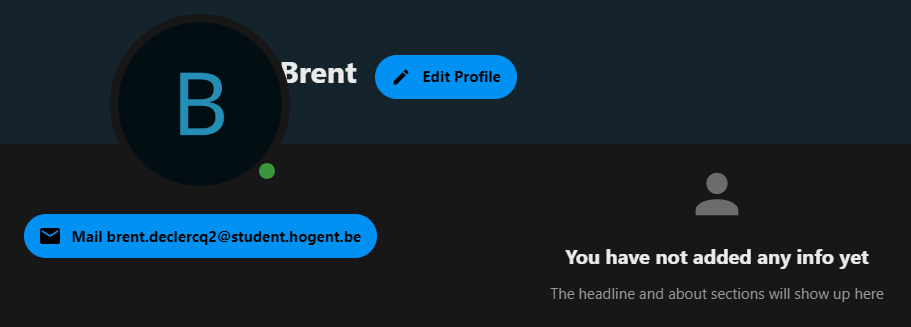 B
Brent
Edit Profile
Mail brent.declercq2@student.hogent.be
You have not added any info yet
The headline and about sections will show up here